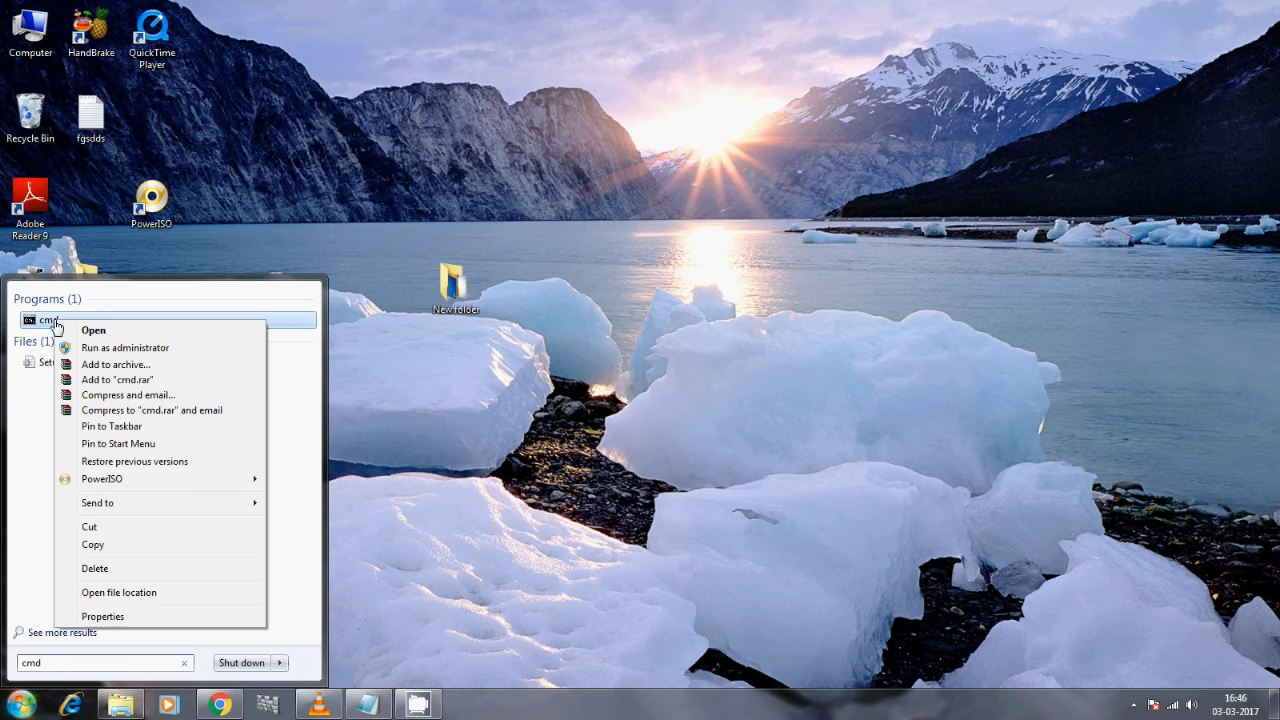 Computer
HandBrake
QuickTime
Player
Recycle Bin
fgsdds
Adobe
Reader 9
PowerISO
New folder
Programs (1)
cmd
Open
Run as administrator
Files (1)
Add to archive...
Add to "cmd.rar"
Compress and email...
Compress to "cmd.rar" and email
Pin to Taskbar
Pin to Start Menu
Restore previous versions
PowerISO
Send to
Cut
Copy
Delete
Open file location
Properties
See more results
cmd
Shut down
16:46
03-03-2017